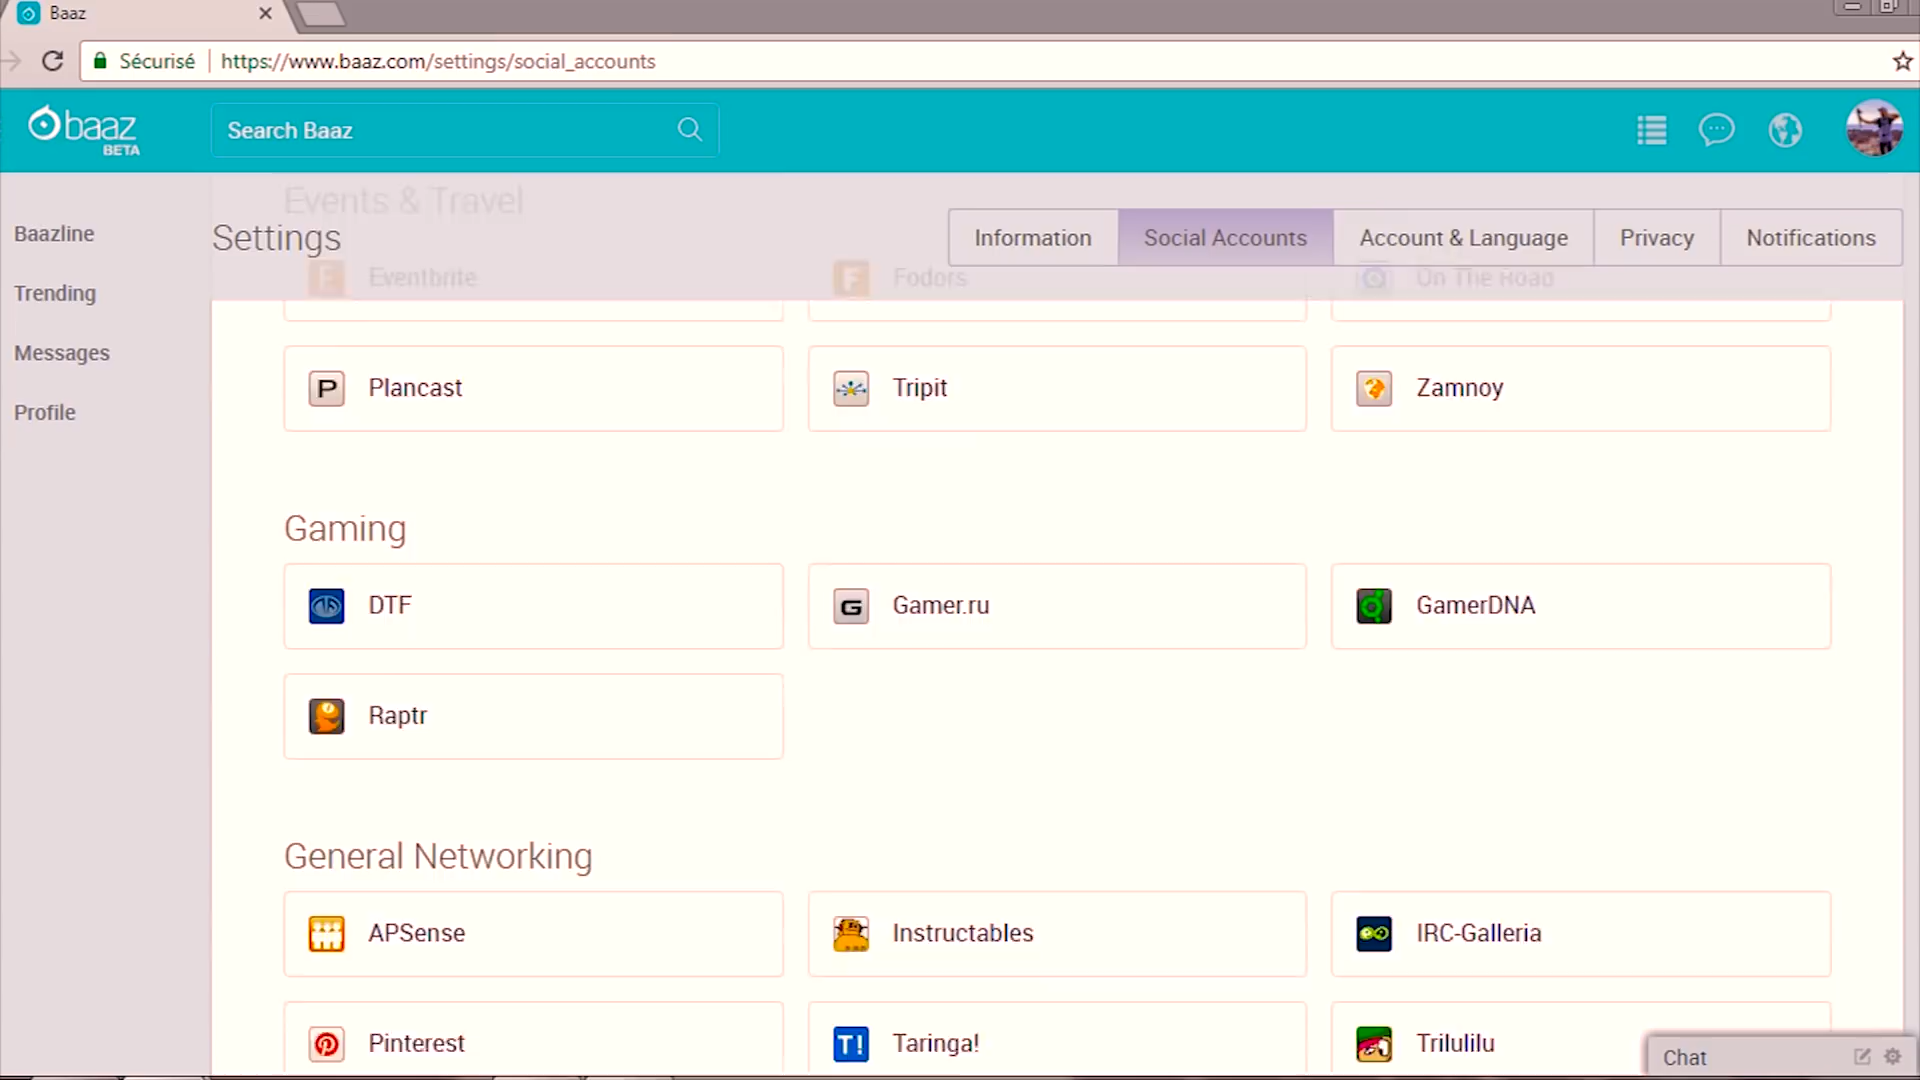 Baaz
Sécurisé https://www.baaz.com/settings/social_accounts
baaz
BETA
Search Baaz
Events & Travel
Baazline
Settings
Information
Social Accounts
Account & Language
Privacy
Notifications
Eventbrite
Fodors
On The Road
Trending
Messages
Profile
Plancast
Tripit
Zamnoy
Gaming
DTF
Gamer.ru
GamerDNA
Raptr
General Networking
APSense
Instructables
IRC-Galleria
Pinterest
Taringa!
Trilulilu
Chat